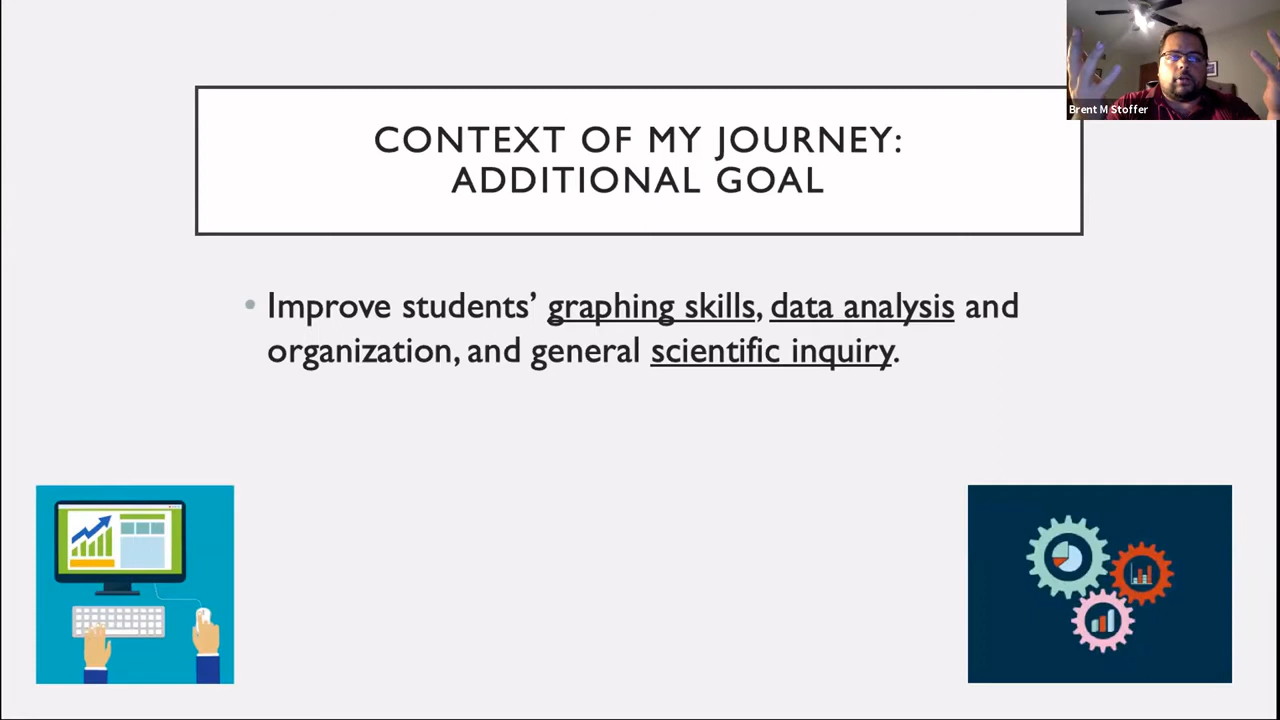 CONTEXT OF MY JOURNEY:
ADDITIONAL GOAL
Brent M Stoffer
• Improve students’ graphing skills, data analysis and
organization, and general scientific inquiry.